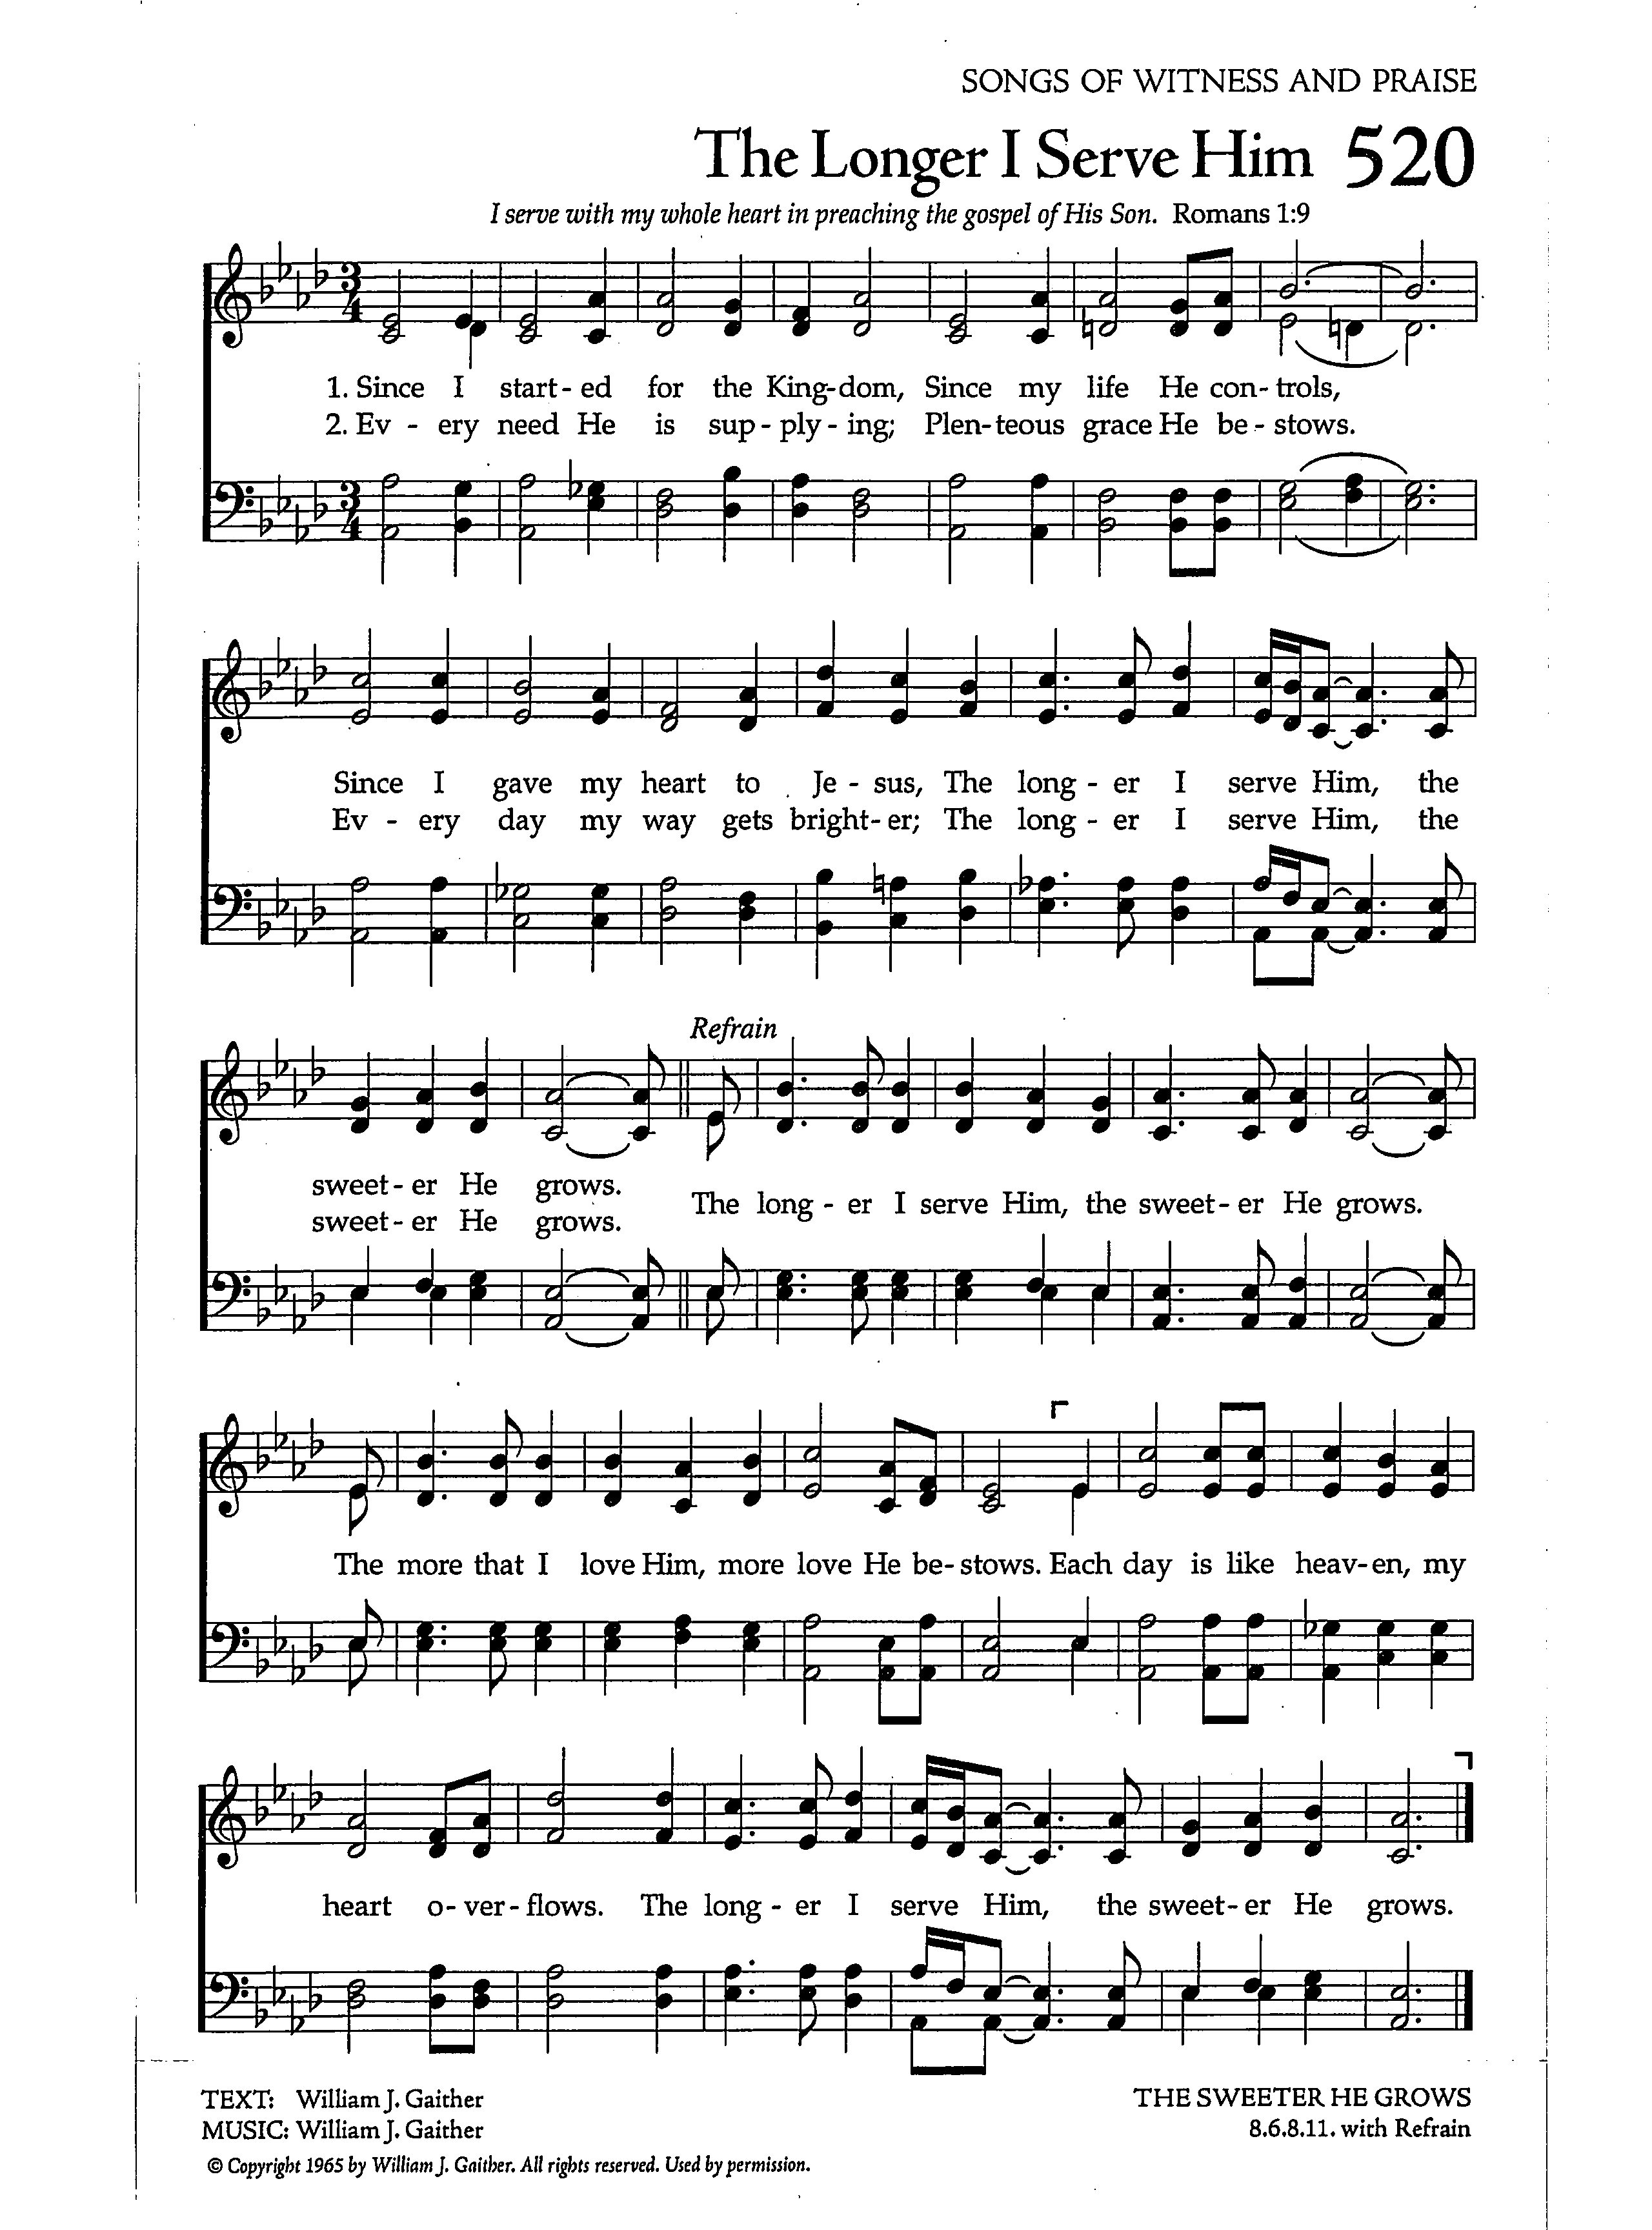 SONGS OF WITNESS AND PRAISE
The Longer I Serve Him 520
I serve with my whole heart in preaching the gospel of His Son. Romans 1:9
1. Since I start - ed for the King - dom, Since my life He con - trols,
2. Ev - ery need He is sup - ply - ing; Plen - teous grace He be - stows.
Since I gave my heart to Je - sus, The long - er I serve Him, the
Ev - ery day my way gets bright - er; The long - er I serve Him, the
Refrain
sweet - er He grows.
sweet - er He grows.
The long - er I serve Him, the sweet - er He grows.
The more that I love Him, more love He be - stows. Each day is like heav - en, my
heart o - ver - flows. The long - er I serve Him, the sweet - er He grows.
TEXT: William J. Gaither
MUSIC: William J. Gaither
© Copyright 1965 by William J. Gaither. All rights reserved. Used by permission.
THE SWEETER HE GROWS
8.6.8.11. with Refrain